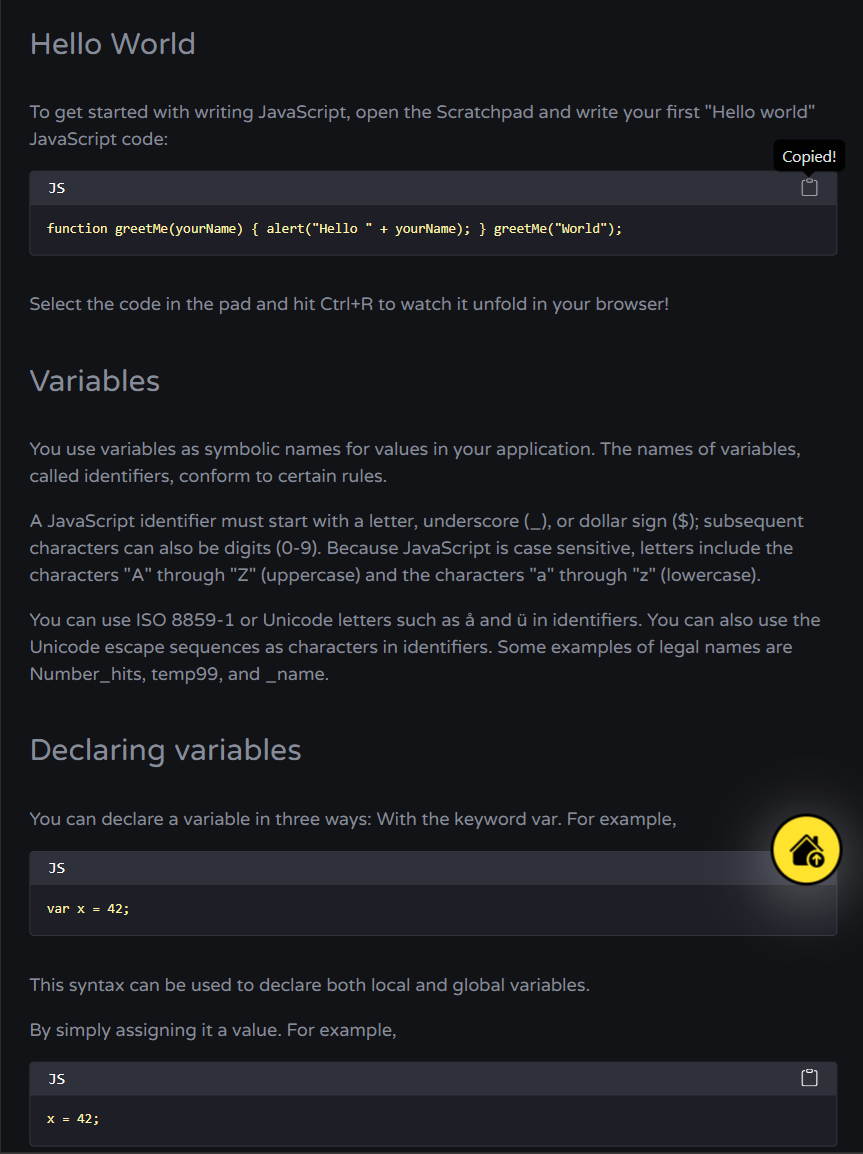 Hello World
To get started with writing JavaScript, open the Scratchpad and write your first "Hello world"
JavaScript code:
Copied!
JS
function greetMe(yourName) { alert("Hello " + yourName); } greetMe("World");
Select the code in the pad and hit Ctrl+R to watch it unfold in your browser!
Variables
You use variables as symbolic names for values in your application. The names of variables,
called identifiers, conform to certain rules.
A JavaScript identifier must start with a letter, underscore (_), or dollar sign ($); subsequent
characters can also be digits (0-9). Because JavaScript is case sensitive, letters include the
characters "A" through "Z" (uppercase) and the characters "a" through "z" (lowercase).
You can use ISO 8859-1 or Unicode letters such as å and ü in identifiers. You can also use the
Unicode escape sequences as characters in identifiers. Some examples of legal names are
Number_hits, temp99, and _name.
Declaring variables
You can declare a variable in three ways: With the keyword var. For example,
JS
var x = 42;
This syntax can be used to declare both local and global variables.
By simply assigning it a value. For example,
JS
x = 42;